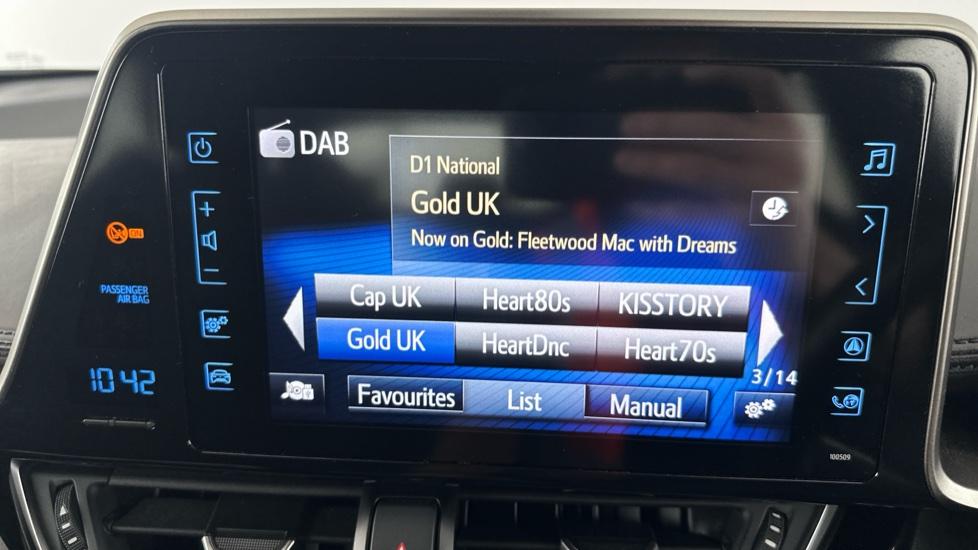 DAB
D1 National
Gold UK
Now on Gold: Fleetwood Mac with Dreams
Cap UK Heart80s KISSTORY
Gold UK HeartDnc Heart70s
3/14
Favourites List Manual
ON
PASSENGER
AIR BAG
10:42
100509